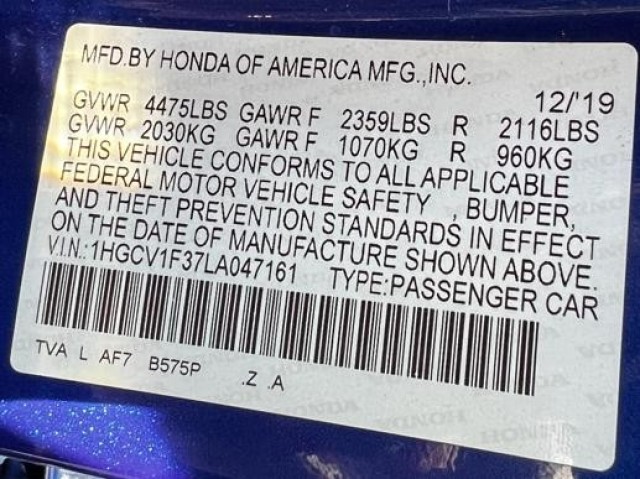 MFD.BY HONDA OF AMERICA MFG.,INC.
12/'19
GVWR 4475LBS GAWR F 2359LBS R 2116LBS
GVWR 2030KG GAWR F 1070KG R 960KG
THIS VEHICLE CONFORMS TO ALL APPLICABLE
FEDERAL MOTOR VEHICLE SAFETY , BUMPER,
AND THEFT PREVENTION STANDARDS IN EFFECT
ON THE DATE OF MANUFACTURE SHOWN ABOVE.
V.I.N.:1HGCV1F37LA047161 TYPE:PASSENGER CAR
TVA L AF7 B575P .Z .A